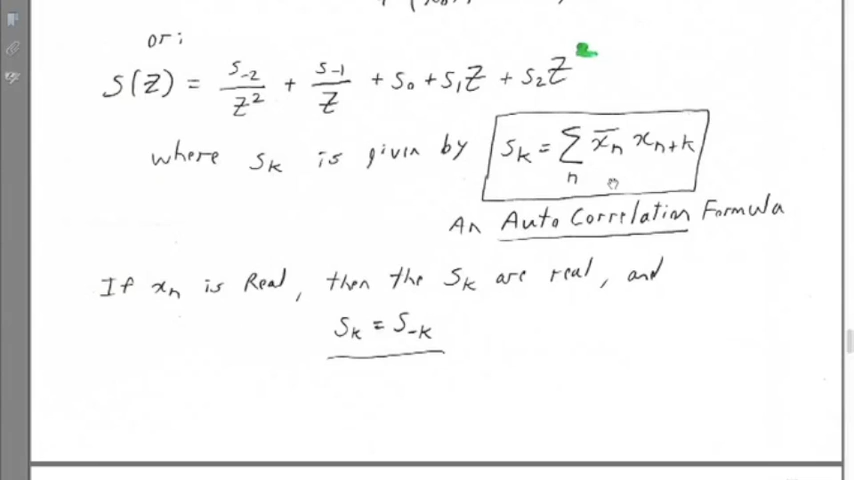 or:
S(Z) = s₋₂/Z² + s₋₁/Z + s₀ + s₁Z + s₂Z²
where sₖ is given by sₖ = Σₙ x̅ₙ xₙ₊ₖ
An Auto Correlation Formula
If xₙ is Real, then the sₖ are real, and
sₖ = s₋ₖ